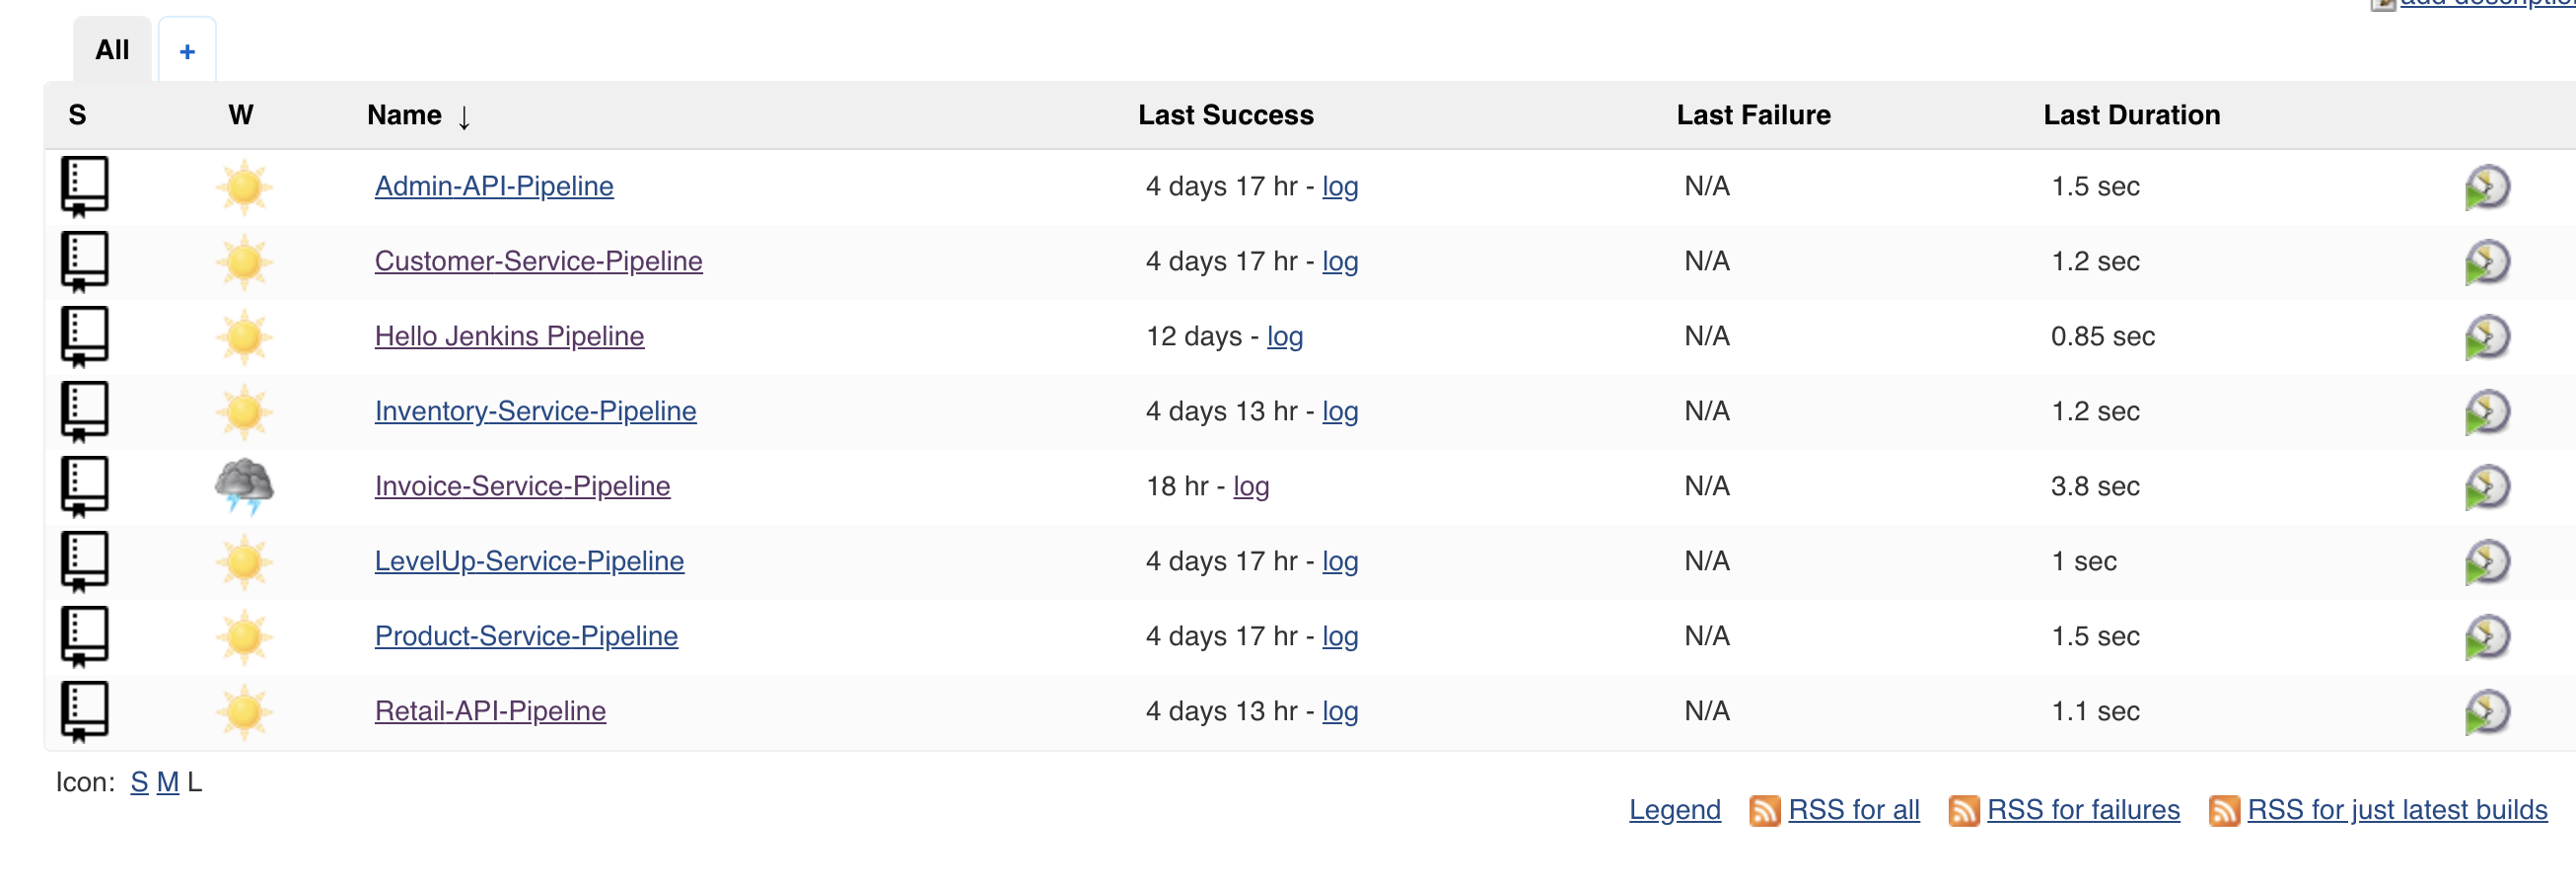 add description
All +
S W Name ↓ Last Success Last Failure Last Duration
Admin-API-Pipeline 4 days 17 hr - log N/A 1.5 sec
Customer-Service-Pipeline 4 days 17 hr - log N/A 1.2 sec
Hello Jenkins Pipeline 12 days - log N/A 0.85 sec
Inventory-Service-Pipeline 4 days 13 hr - log N/A 1.2 sec
Invoice-Service-Pipeline 18 hr - log N/A 3.8 sec
LevelUp-Service-Pipeline 4 days 17 hr - log N/A 1 sec
Product-Service-Pipeline 4 days 17 hr - log N/A 1.5 sec
Retail-API-Pipeline 4 days 13 hr - log N/A 1.1 sec
Icon: S M L
Legend RSS for all RSS for failures RSS for just latest builds